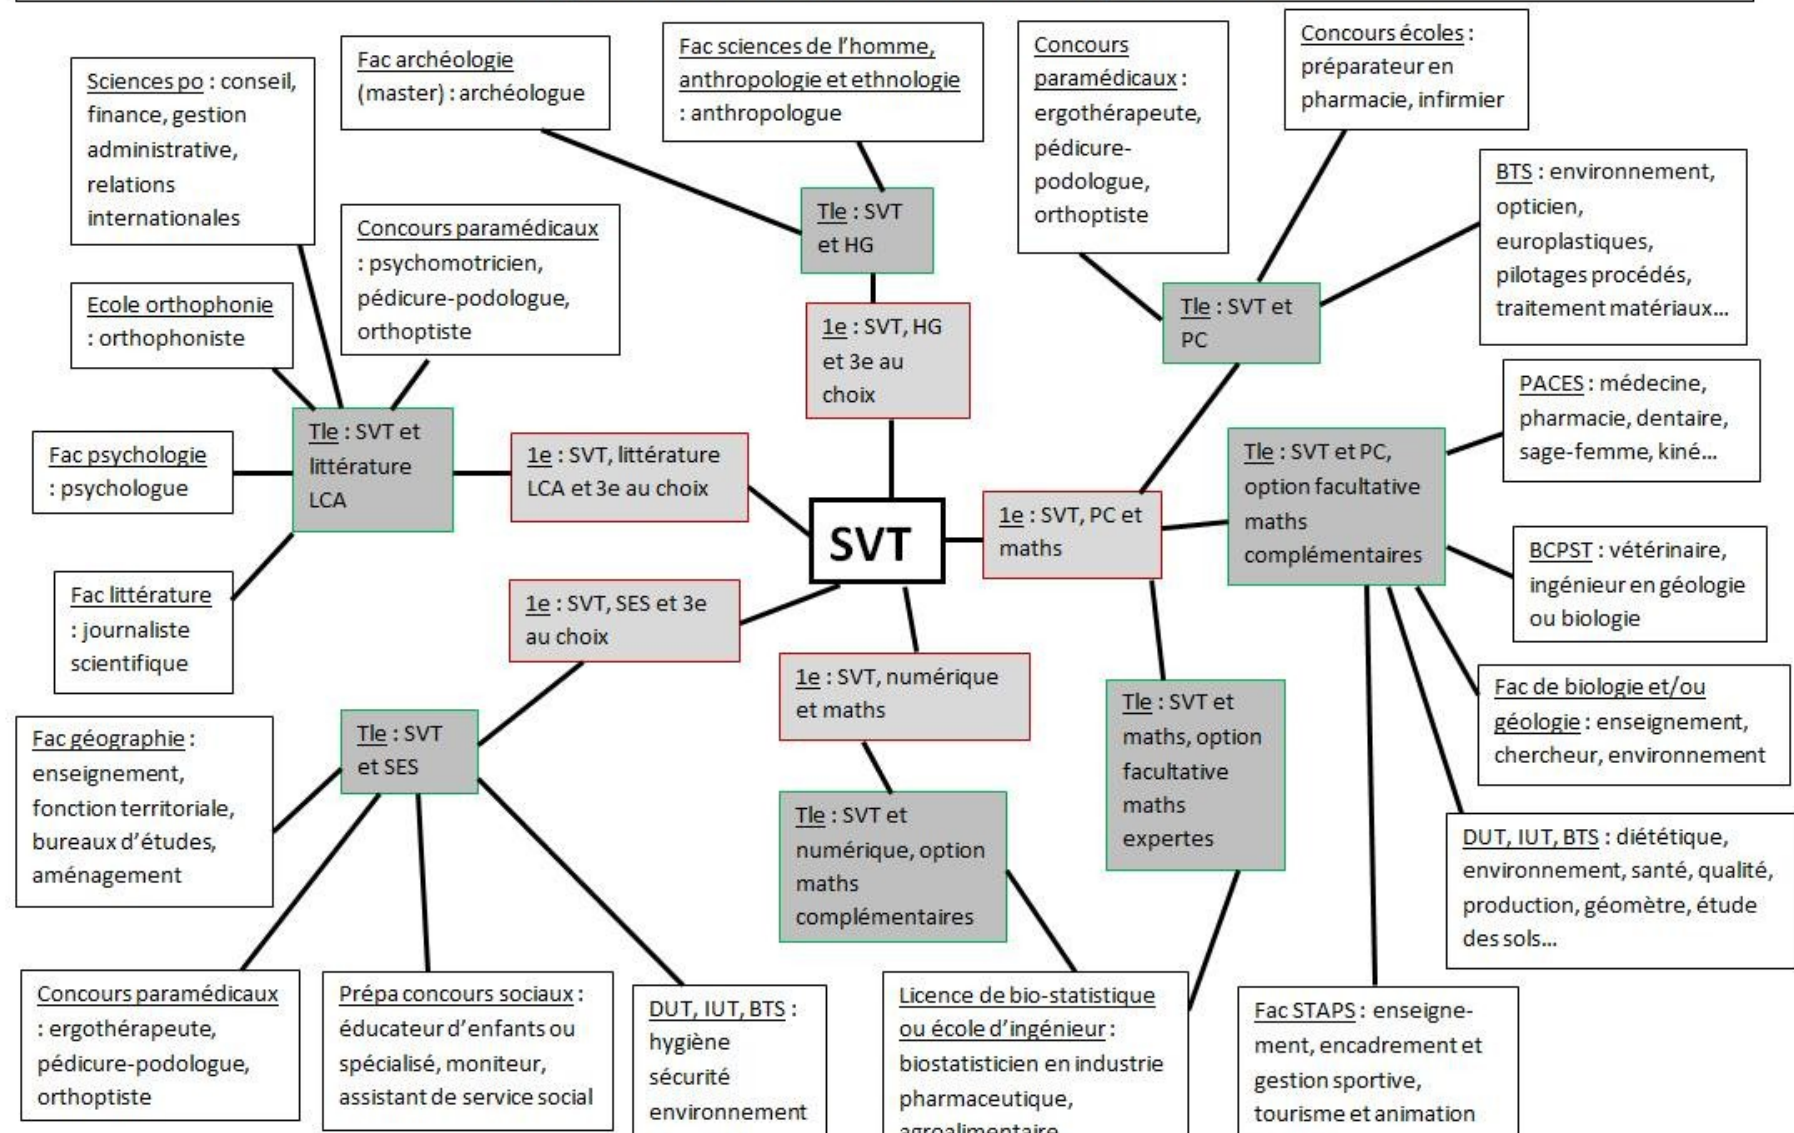 Sciences po : conseil,
finance, gestion
administrative,
relations
internationales
Fac archéologie
(master) : archéologue
Fac sciences de l'homme,
anthropologie et ethnologie
: anthropologue
Concours
paramédicaux :
ergothérapeute,
pédicure-
podologue,
orthoptiste
Concours écoles :
préparateur en
pharmacie, infirmier
BTS : environnement,
opticien,
europlastiques,
pilotages procédés,
traitement matériaux...
Ecole orthophonie
: orthophoniste
Concours paramédicaux
: psychomotricien,
pédicure-podologue,
orthoptiste
Tle : SVT
et HG
1e : SVT, HG
et 3e au
choix
Tle : SVT et
PC
PACES : médecine,
pharmacie, dentaire,
sage-femme, kiné...
Fac psychologie
: psychologue
Tle : SVT et
littérature
LCA
1e : SVT, littérature
LCA et 3e au choix
SVT
1e : SVT, PC et
maths
Tle : SVT et PC,
option facultative
maths
complémentaires
BCPST : vétérinaire,
ingénieur en géologie
ou biologie
Fac littérature
: journaliste
scientifique
1e : SVT, SES et 3e
au choix
1e : SVT, numérique
et maths
Tle : SVT et
maths, option
facultative
maths
expertes
Fac de biologie et/ou
géologie : enseignement,
chercheur, environnement
Fac géographie :
enseignement,
fonction territoriale,
bureaux d'études,
aménagement
Tle : SVT
et SES
Tle : SVT et
numérique, option
maths
complémentaires
DUT, IUT, BTS : diététique,
environnement, santé, qualité,
production, géomètre, étude
des sols...
Concours paramédicaux
: ergothérapeute,
pédicure-podologue,
orthoptiste
Prépa concours sociaux :
éducateur d'enfants ou
spécialisé, moniteur,
assistant de service social
DUT, IUT, BTS :
hygiène
sécurité
environnement
Licence de bio-statistique
ou école d'ingénieur :
biostatisticien en industrie
pharmaceutique,
agroalimentaire
Fac STAPS : enseigne-
ment, encadrement et
gestion sportive,
tourisme et animation